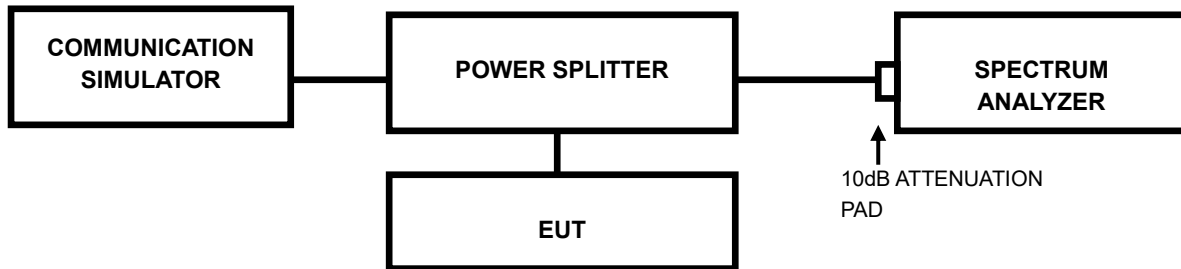 COMMUNICATION
SIMULATOR
POWER SPLITTER
SPECTRUM
ANALYZER
10dB ATTENUATION
PAD
EUT